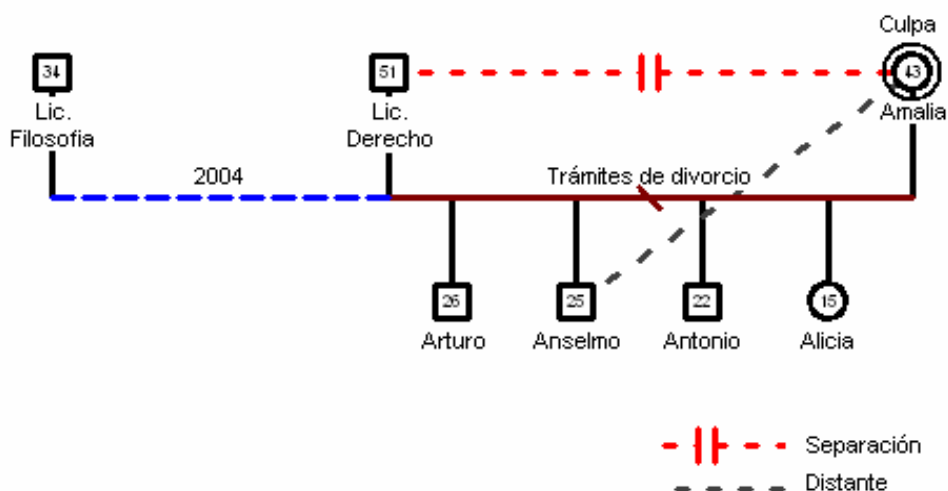 Culpa
34
51
43
Lic.
Filosofia
Lic.
Derecho
Amalia
2004
Trámites de divorcio
26
25
22
15
Arturo
Anselmo
Antonio
Alicia
Separación
Distante